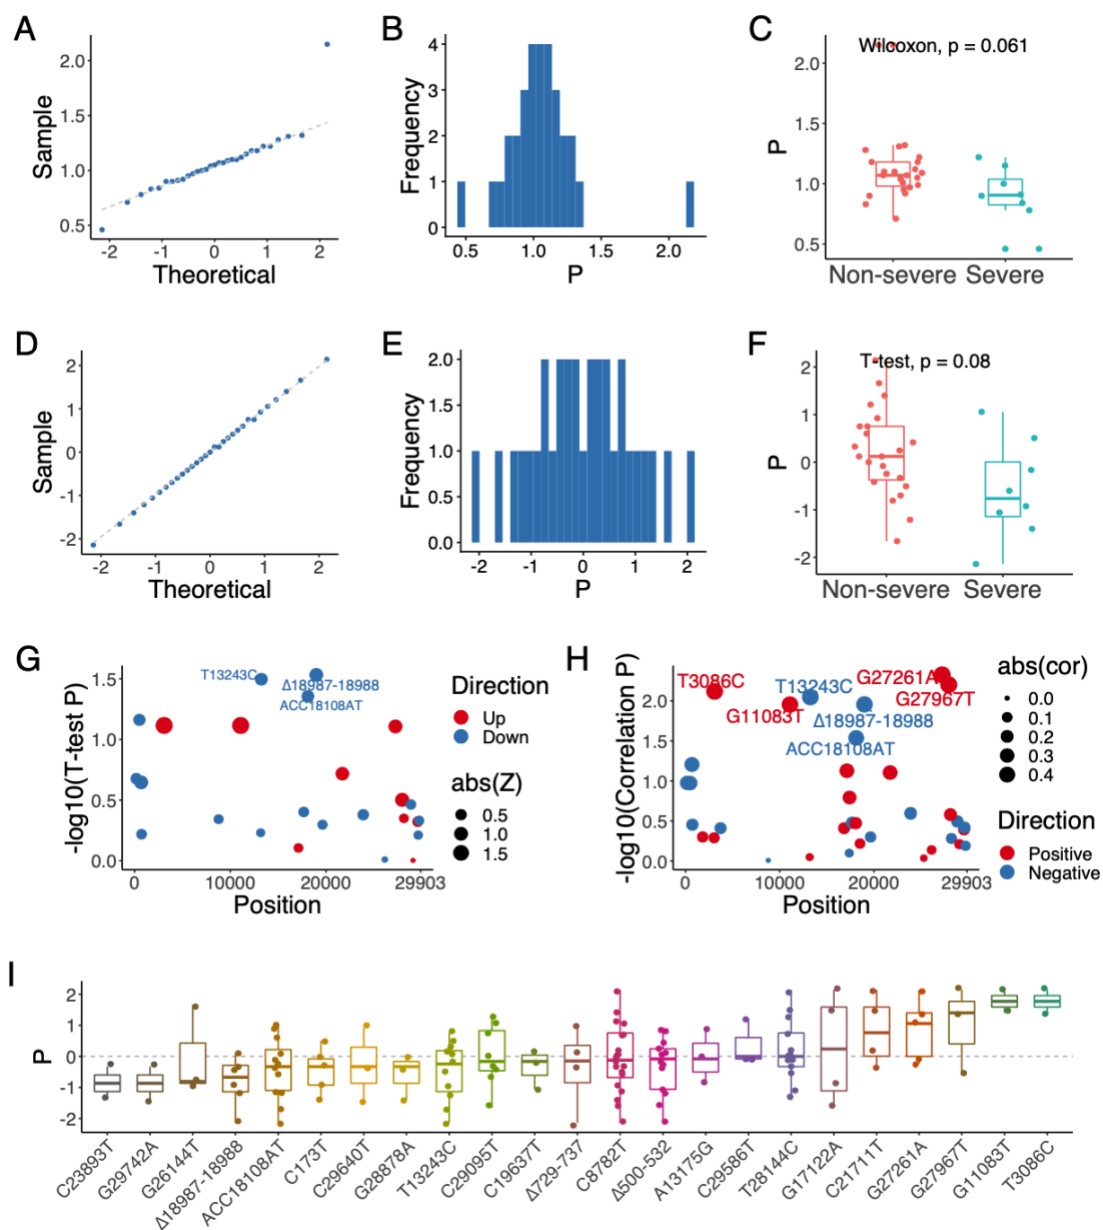 A
B
C
2.0
1.5
1.0
0.5
Sample
-2
-1
0
1
2
Theoretical
4
3
2
1
0
Frequency
0.5
1.0
2.0
P
Wilcoxon, p = 0.061
2.0
1.5
1.0
0.5
P
Non-severe
Severe
D
E
F
2
1
0
-1
-2
Sample
-2
-1
0
1
2
Theoretical
2.0
1.5
1.0
0.5
0.0
Frequency
-2
-1
0
1
2
P
T-test, p = 0.08
2
1
0
-1
-2
P
Non-severe
Severe
G
H
1.5
1.0
0.5
0.0
-log10(T-test P)
T13243C
Δ18987-18988
ACC18108AT
0
10000
20000
29903
Position
Direction
Up
Down
abs(Z)
0.5
1.0
1.5
2.0
1.5
1.0
0.5
0.0
-log10(Correlation P)
T3086C
G11083T
T13243C
Δ18987-18988
ACC18108AT
G27261A
G27967T
0
10000
20000
29903
Position
abs(cor)
0.0
0.1
0.2
0.3
0.4
Direction
Positive
Negative
I
2
1
0
-1
-2
P
C23893T
G29742A
G26144T
Δ18987-18988
ACC18108AT
C173T
C29640T
G28878A
T13243C
C29095T
C19637T
Δ729-737
C8782T
Δ500-532
A13175G
C29586T
T28144C
G17122A
C21711T
G27261A
G27967T
G11083T
T3086C